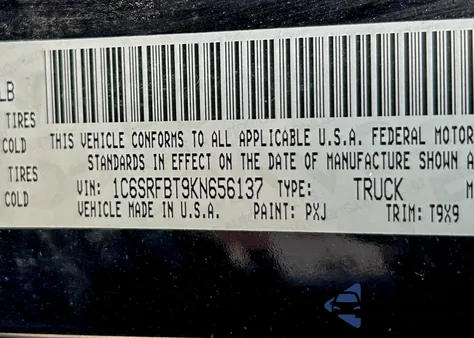 LB
TIRES
COLD
THIS VEHICLE CONFORMS TO ALL APPLICABLE U.S.A. FEDERAL MOTOR
STANDARDS IN EFFECT ON THE DATE OF MANUFACTURE SHOWN A
TIRES
VIN: 1C6SRFBT9KN656137 TYPE: TRUCK M
COLD
VEHICLE MADE IN U.S.A. PAINT: PXJ TRIM: T9X9